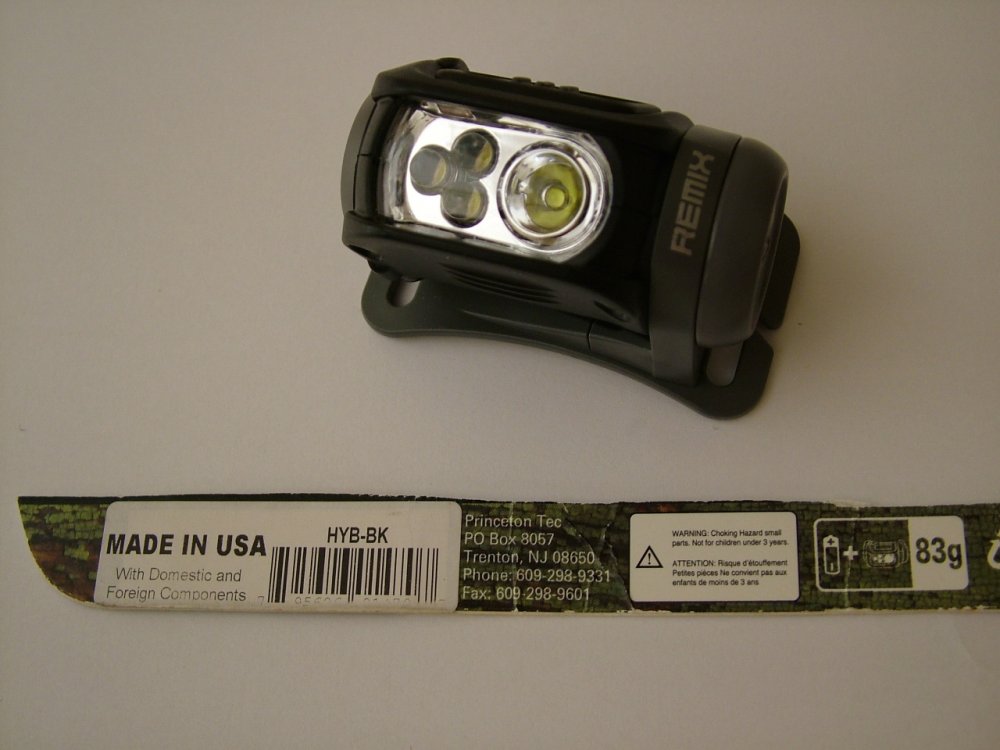 REMIX
MADE IN USA
With Domestic and
Foreign Components
HYB-BK
Princeton Tec
PO Box 8057
Trenton, NJ 08650
Phone: 609-298-9331
Fax: 609-298-9601
WARNING: Choking Hazard small
parts. Not for children under 3 years.
ATTENTION: Risque d'étouffement
Petites pièces Ne convient pas aux
enfants de moins de 3 ans
+
83g